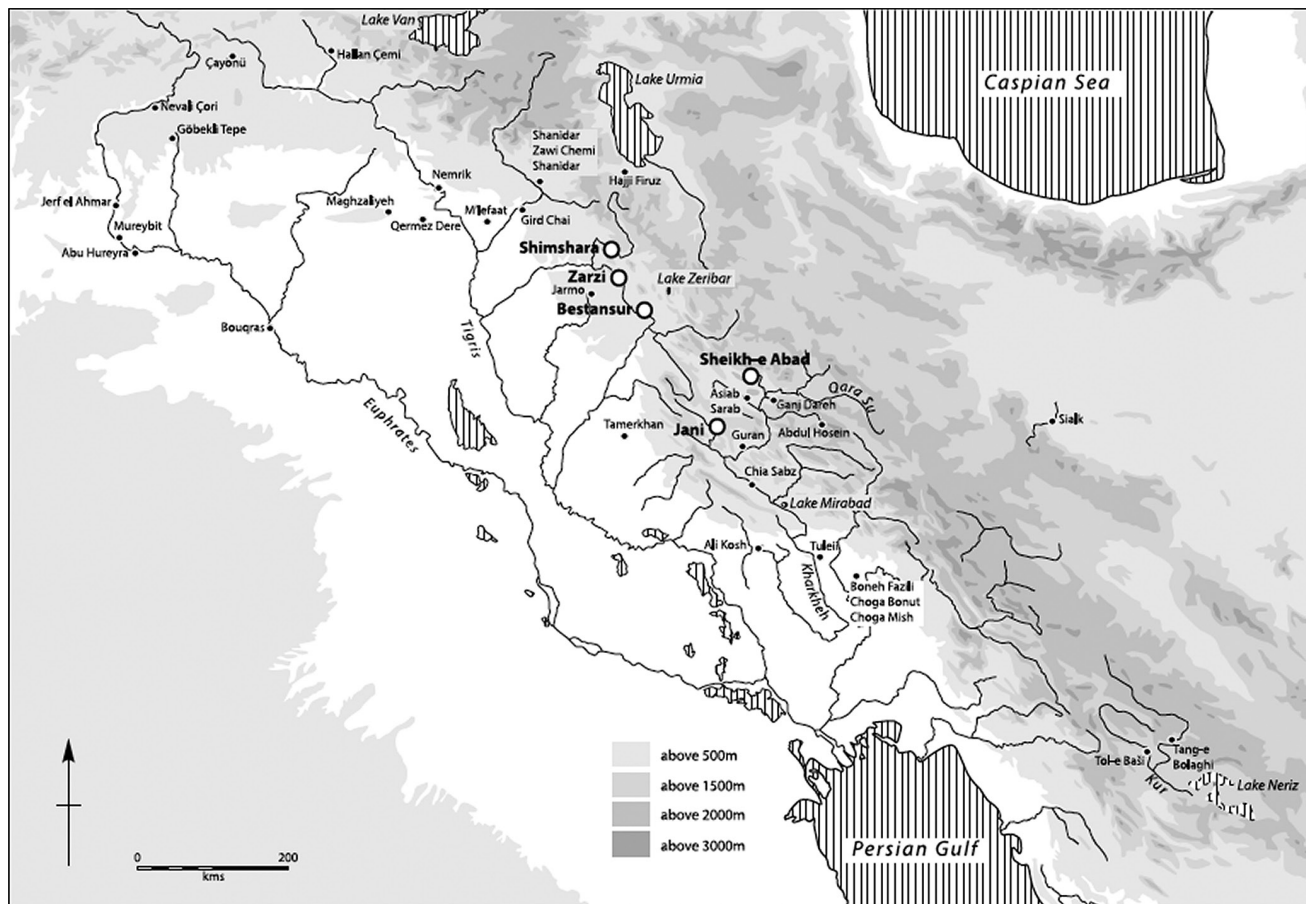 Lake Van
Hallan Çemi
Çayonü
Caspian Sea
Lake Urmia
Nevali Çori
Göbekli Tepe
Shanidar
Zawi Chemi
Shanidar
Nemrik
Hajji Firuz
Jerf el Ahmar
Maghzaliyeh
M'lefaat
Gird Chai
Qermez Dere
Mureybit
Abu Hureyra
Shimshara
Zarzi
Lake Zeribar
Jarmo
Bestansur
Bouqras
Tigris
Sheikh-e Abad
Qara Su
Asiab
Sarab
Ganj Dareh
Euphrates
Tamerkhan
Jani
Guran
Abdul Hosein
Sialk
Chia Sabz
Lake Mirabad
Ali Kosh
Tuleii
Kharkheh
Boneh Fazili
Choga Bonut
Choga Mish
above 500m
above 1500m
above 2000m
above 3000m
Tol-e Baši
Tang-e
Bolaghi
Kur
Lake Neriz
Persian Gulf
0
200
kms